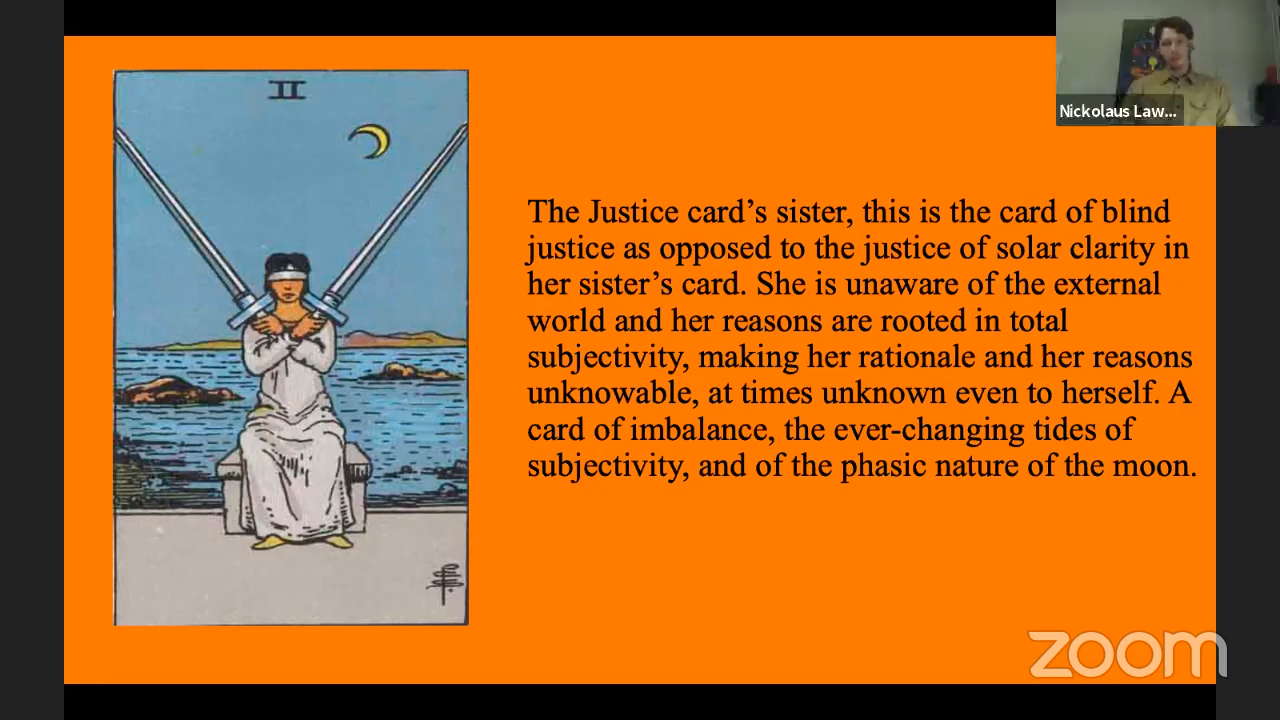 II
Nickolaus Law...
The Justice card’s sister, this is the card of blind
justice as opposed to the justice of solar clarity in
her sister’s card. She is unaware of the external
world and her reasons are rooted in total
subjectivity, making her rationale and her reasons
unknowable, at times unknown even to herself. A
card of imbalance, the ever-changing tides of
subjectivity, and of the phasic nature of the moon.
zoom